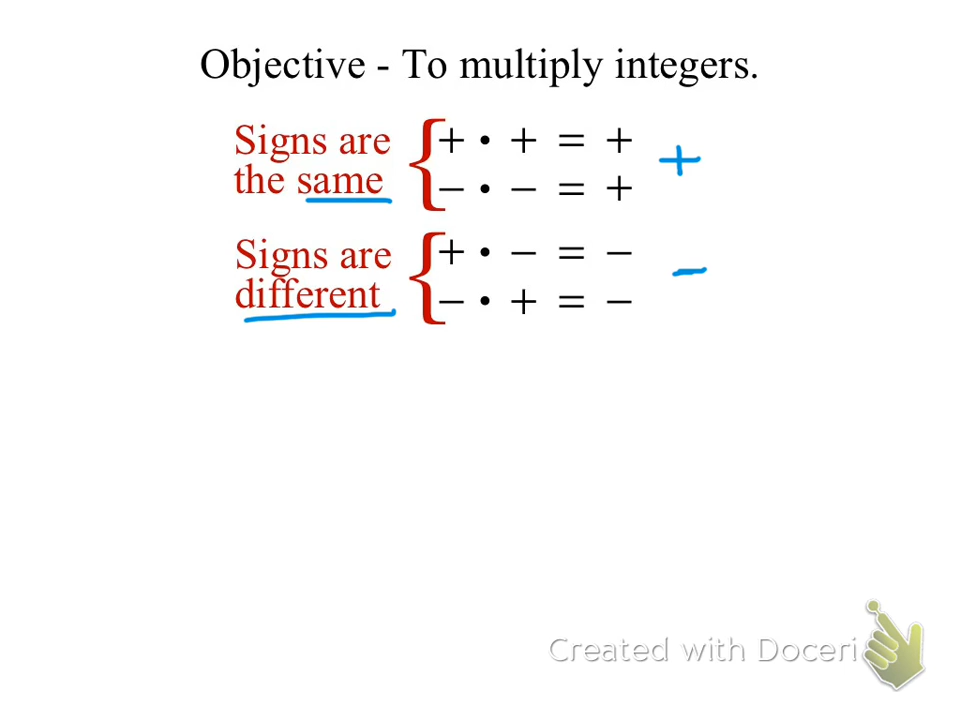 Objective - To multiply integers.
Signs are
the same
{
+ • + = +
− • − = +
+
Signs are
different
{
+ • − = −
− • + = −
−
Created with Doceri